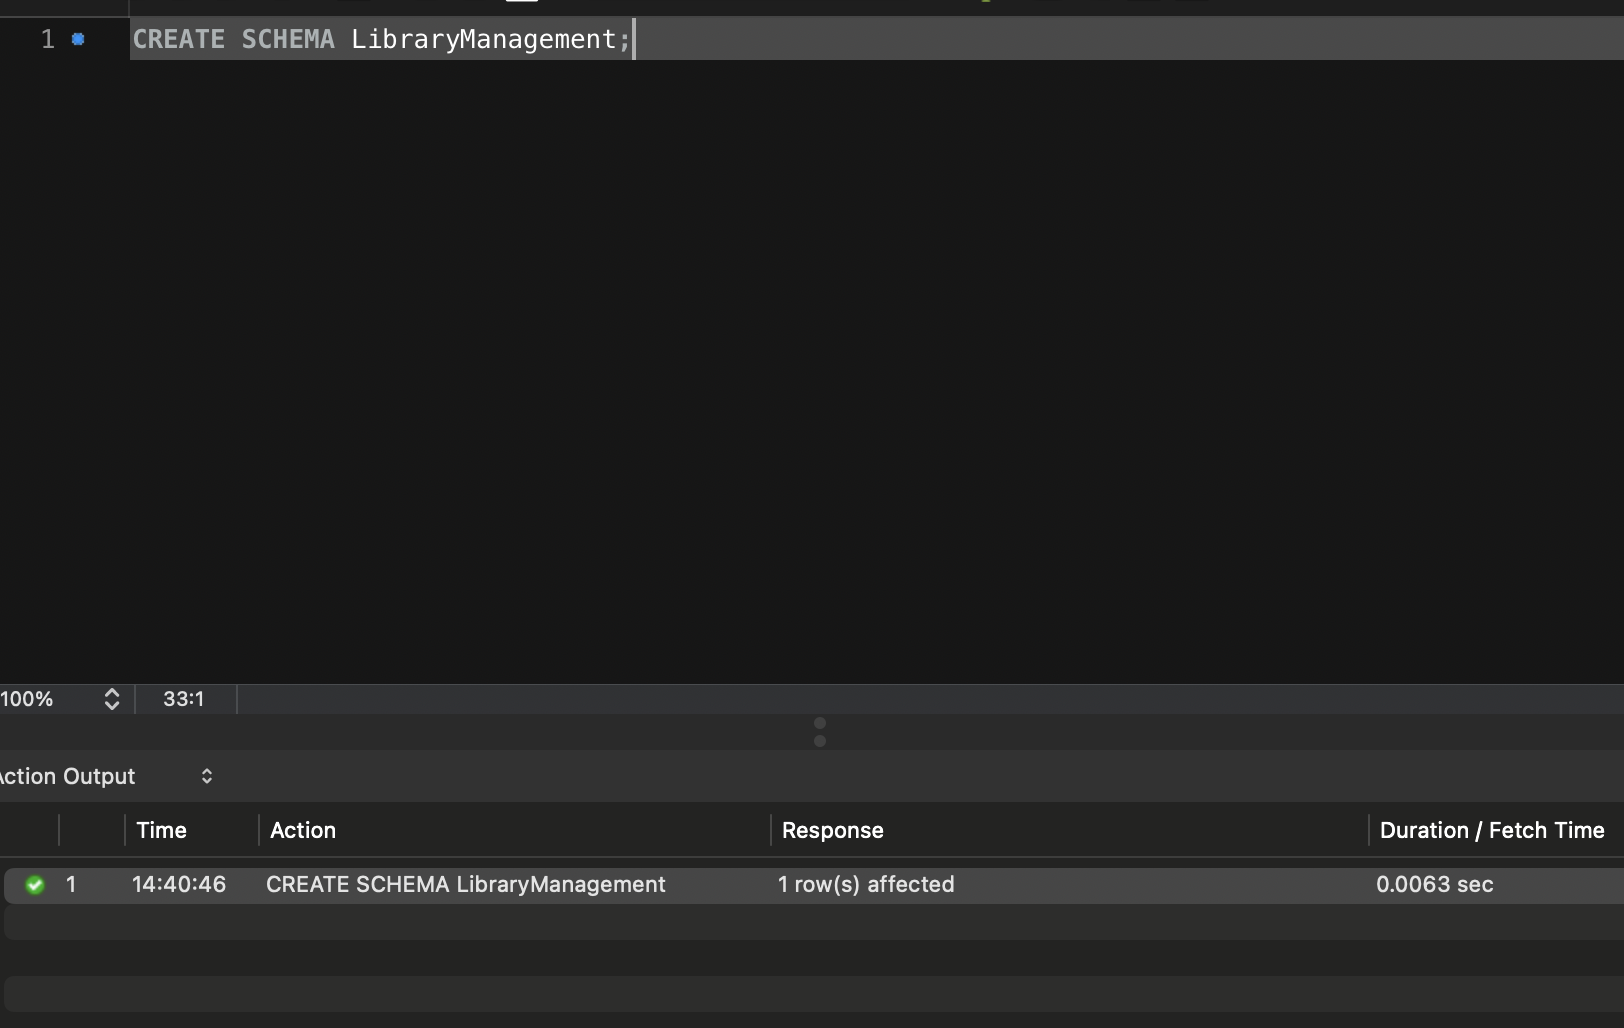 1 CREATE SCHEMA LibraryManagement;
100% 33:1
Action Output
Time Action Response Duration / Fetch Time
1 14:40:46 CREATE SCHEMA LibraryManagement 1 row(s) affected 0.0063 sec